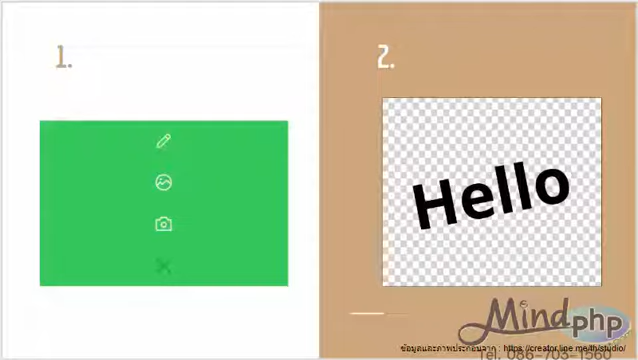 1.
2.
Hello
Mindphp
ข้อมูลและภาพประกอบจาก : https://creator.line.me/th/studio/
Tel. 086-703-1560